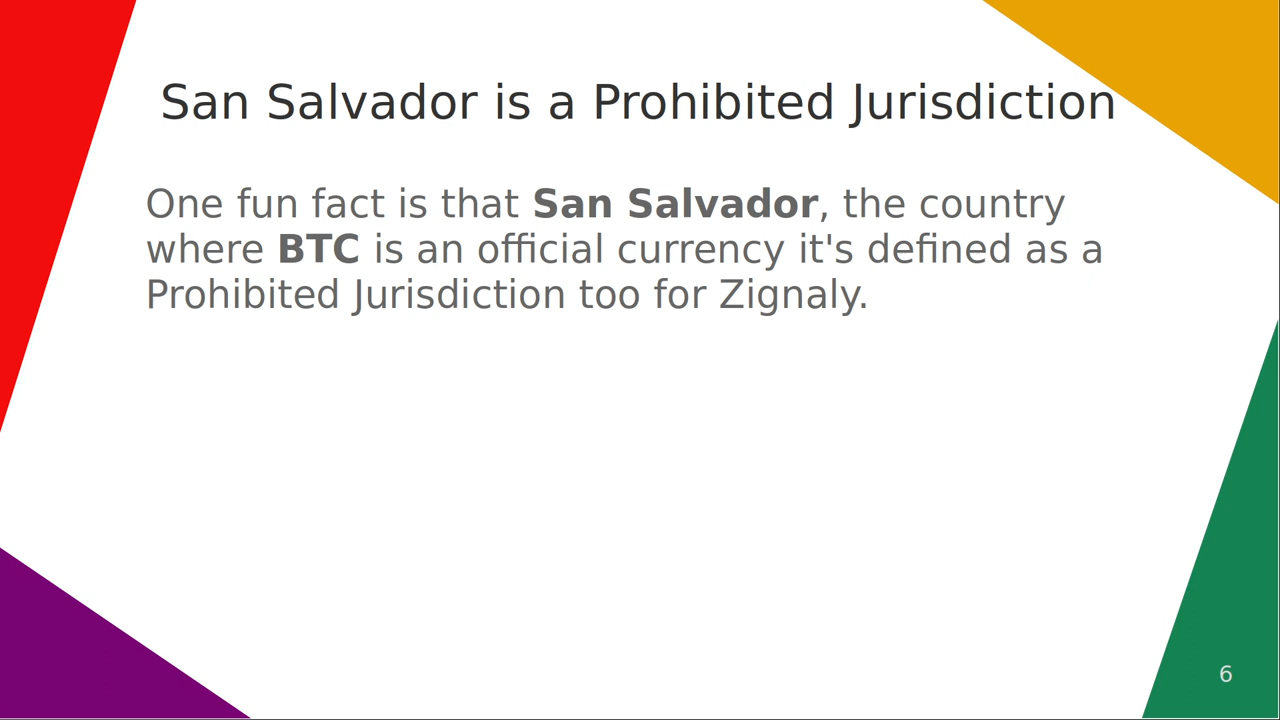 San Salvador is a Prohibited Jurisdiction
One fun fact is that San Salvador, the country
where BTC is an official currency it's defined as a
Prohibited Jurisdiction too for Zignaly.
6